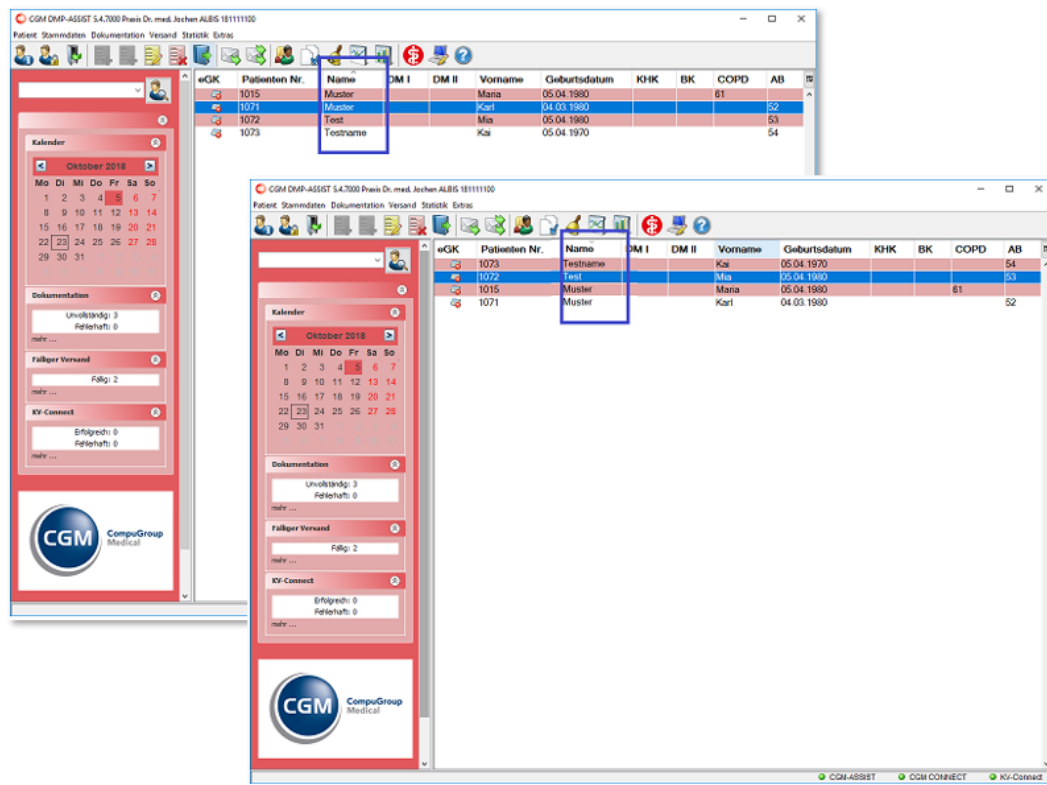 CGM DMP-ASSIST 5.4.7000 Praxis Dr. med. Jochen ALBIS 181111100
Patient Stammdaten Dokumentation Versand Statistik Extras
eGK Patienten Nr. Name DM I DM II Vorname Geburtsdatum KHK BK COPD AB
1015 Muster Maria 05.04.1980 61
1071 Muster Karl 04.03.1980 52
1072 Test Mia 05.04.1980 53
1073 Testname Kai 05.04.1970 54
Kalender
Oktober 2018
Mo Di Mi Do Fr Sa So
1 2 3 4 5 6 7
8 9 10 11 12 13 14
15 16 17 18 19 20 21
22 23 24 25 26 27 28
29 30 31
Dokumentation
Unvollständig: 3
Fehlerhaft: 0
mehr ...
Fälliger Versand
Fällig: 2
mehr ...
KV-Connect
Erfolgreich: 0
Fehlerhaft: 0
mehr ...
CGM CompuGroup
Medical
CGM DMP-ASSIST 5.4.7000 Praxis Dr. med. Jochen ALBIS 181111100
Patient Stammdaten Dokumentation Versand Statistik Extras
eGK Patienten Nr. Name DM I DM II Vorname Geburtsdatum KHK BK COPD AB
1073 Testname Kai 05.04.1970 54
1072 Test Mia 05.04.1980 53
1015 Muster Maria 05.04.1980 61
1071 Muster Karl 04.03.1980 52
Kalender
Oktober 2018
Mo Di Mi Do Fr Sa So
1 2 3 4 5 6 7
8 9 10 11 12 13 14
15 16 17 18 19 20 21
22 23 24 25 26 27 28
29 30 31
Dokumentation
Unvollständig: 3
Fehlerhaft: 0
mehr ...
Fälliger Versand
Fällig: 2
mehr ...
KV-Connect
Erfolgreich: 0
Fehlerhaft: 0
mehr ...
CGM CompuGroup
Medical
CGM-ASSIST CGM CONNECT KV-Connect